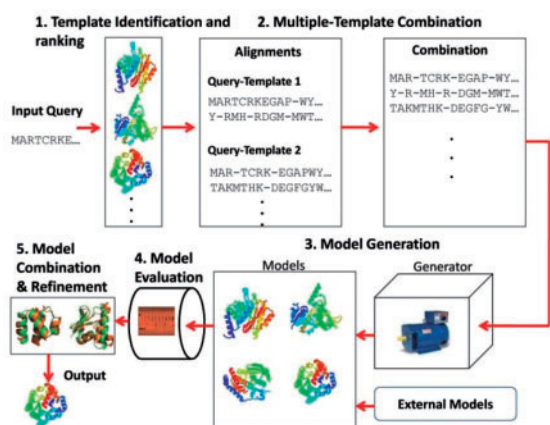 1. Template Identification and
ranking
2. Multiple-Template Combination
Input Query
MARTCRKE…
Alignments
Query-Template 1
MARTCRKEGAP-WY…
Y-RMH-RDGM-MWT…
Query-Template 2
MAR-TCRK-EGAPWY…
TAKMTHK-DEGFGYW…
Combination
MAR-TCRK-EGAP-WY…
Y-R-MH-R-DGM-MWT…
TAKMTHK-DEGFG-YW…
3. Model Generation
Generator
External Models
Models
4. Model
Evaluation
5. Model
Combination
& Refinement
Output